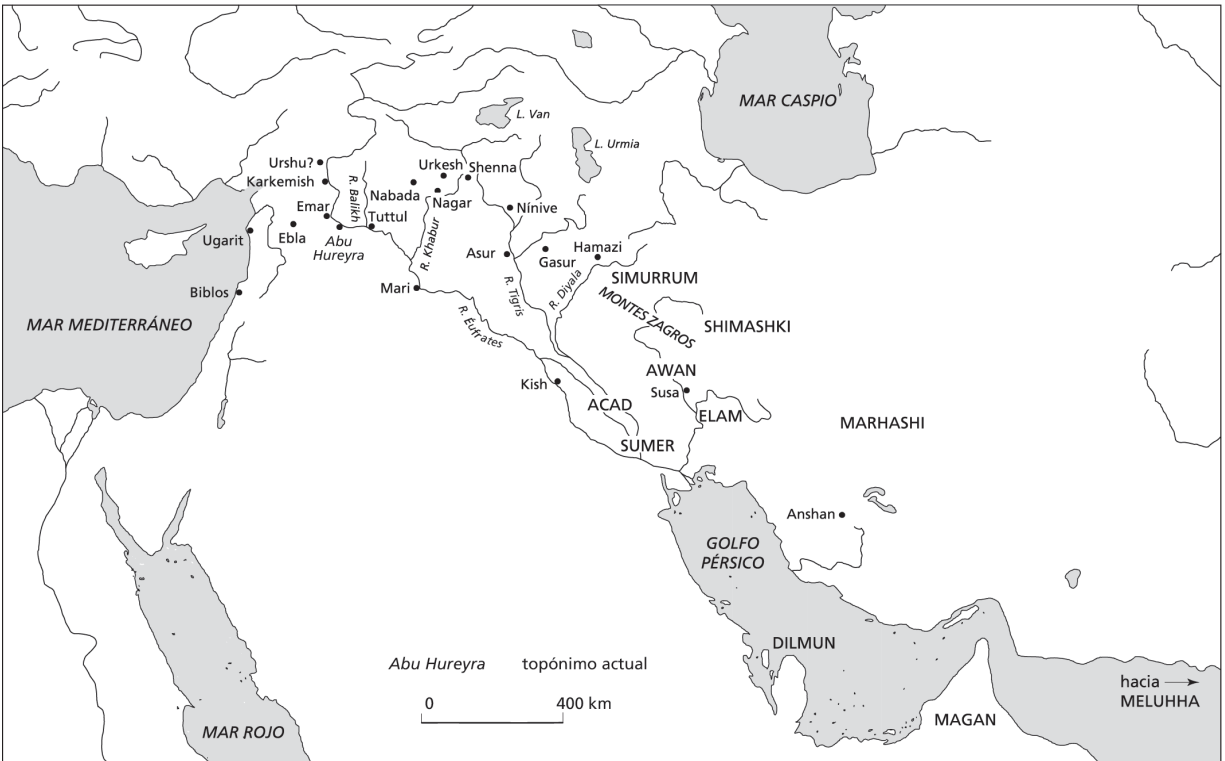 MAR CASPIO
L. Van
L. Urmia
Urshu?
Urkesh
Shenna
Karkemish
R. Balikh
Nabada
Nagar
Emar
Tuttul
Nínive
Ugarit
Ebla
Abu
Hureyra
R. Khabur
Asur
Gasur
Hamazi
SIMURRUM
Biblos
Mari
R. Tigris
R. Diyala
MONTES ZAGROS
MAR MEDITERRÁNEO
R. Éufrates
SHIMASHKI
AWAN
Kish
Susa
ACAD
ELAM
MARHASHI
SUMER
Anshan
GOLFO
PÉRSICO
DILMUN
Abu Hureyra topónimo actual
hacia
MELUHHA
0 400 km
MAGAN
MAR ROJO